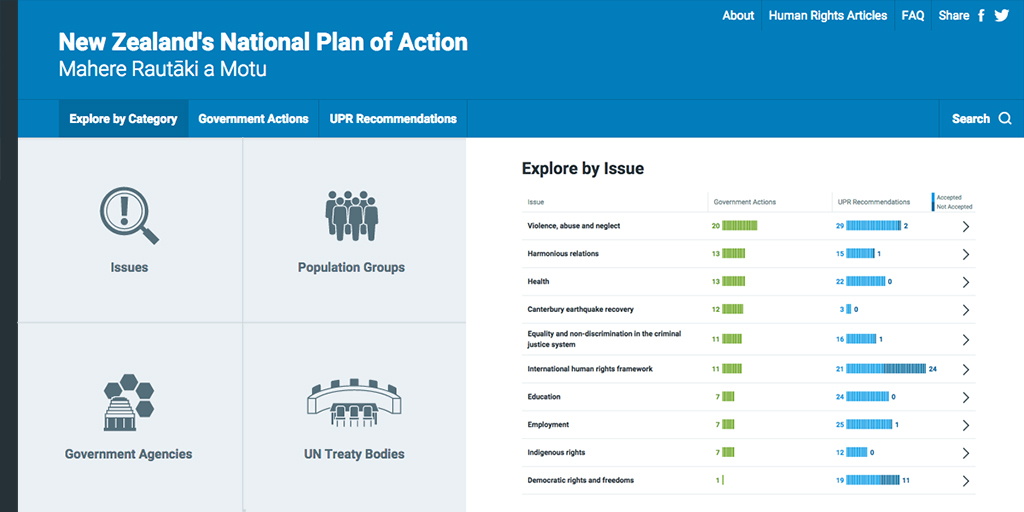 About Human Rights Articles FAQ Share
New Zealand's National Plan of Action
Mahere Rautāki a Motu
Explore by Category Government Actions UPR Recommendations Search
Issues
Population Groups
Government Agencies
UN Treaty Bodies
Explore by Issue
Issue Government Actions UPR Recommendations Accepted
Not Accepted
Violence, abuse and neglect 20 29 2
Harmonious relations 13 15 1
Health 13 22 0
Canterbury earthquake recovery 12 3 0
Equality and non-discrimination in the criminal
justice system 11 16 1
International human rights framework 11 21 24
Education 7 24 0
Employment 7 25 1
Indigenous rights 7 12 0
Democratic rights and freedoms 1 19 11